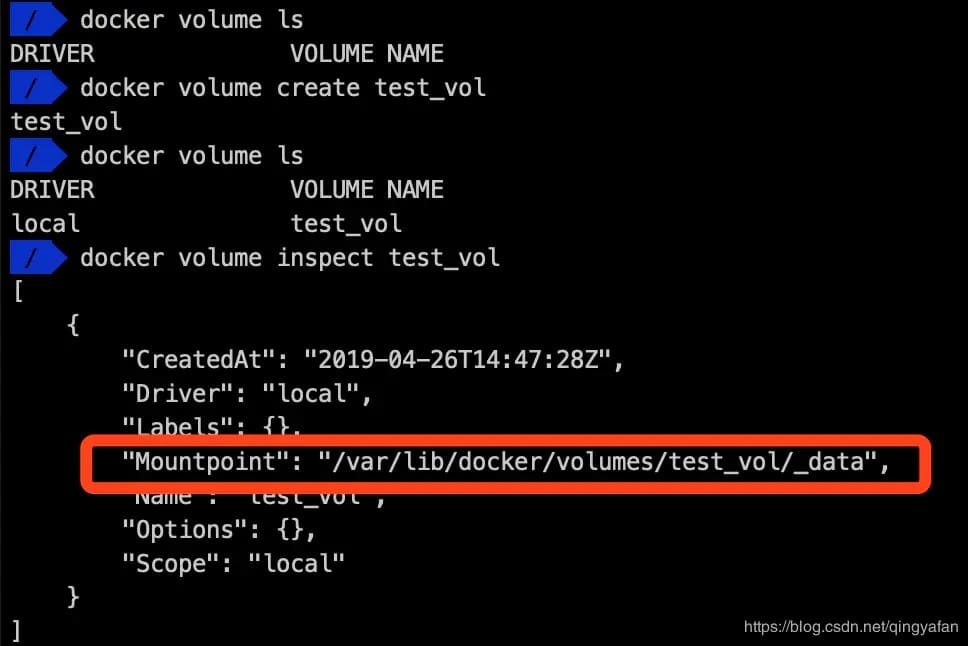 / docker volume ls
DRIVER VOLUME NAME
/ docker volume create test_vol
test_vol
/ docker volume ls
DRIVER VOLUME NAME
local test_vol
/ docker volume inspect test_vol
[
{
"CreatedAt": "2019-04-26T14:47:28Z",
"Driver": "local",
"Labels": {},
"Mountpoint": "/var/lib/docker/volumes/test_vol/_data",
"Name": "test_vol",
"Options": {},
"Scope": "local"
}
]
https://blog.csdn.net/qingyafan